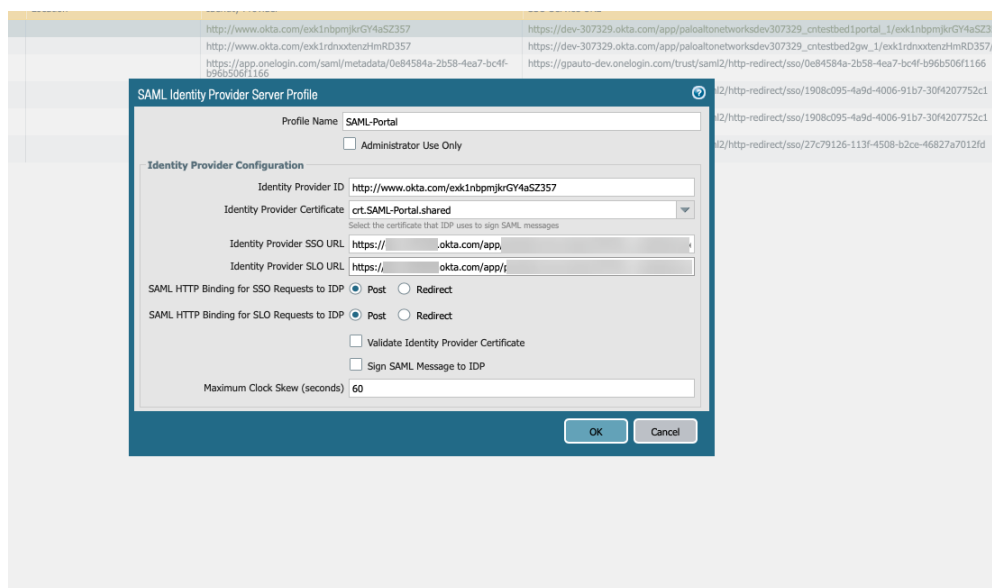 http://www.okta.com/exk1nbpmjkrGY4aSZ357 https://dev-307329.okta.com/app/paloaltonetworksdev307329_cntestbed1portal_1/exk1nbpmjkrGY4aSZ3
http://www.okta.com/exk1rdnxxtenzHmRD357 https://dev-307329.okta.com/app/paloaltonetworksdev307329_cntestbed2gw_1/exk1rdnxxtenzHmRD357/
https://app.onelogin.com/saml/metadata/0e84584a-2b58-4ea7-bc4f-b96b506f1166 https://gpauto-dev.onelogin.com/trust/saml2/http-redirect/sso/0e84584a-2b58-4ea7-bc4f-b96b506f1166
SAML Identity Provider Server Profile
ml2/http-redirect/sso/1908c095-4a9d-4006-91b7-30f4207752c1
Profile Name SAML-Portal
ml2/http-redirect/sso/1908c095-4a9d-4006-91b7-30f4207752c1
Administrator Use Only
ml2/http-redirect/sso/27c79126-113f-4508-b2ce-46827a7012fd
Identity Provider Configuration
Identity Provider ID http://www.okta.com/exk1nbpmjkrGY4aSZ357
Identity Provider Certificate crt.SAML-Portal.shared
Select the certificate that IDP uses to sign SAML messages
Identity Provider SSO URL https:// .okta.com/app/
Identity Provider SLO URL https:// okta.com/app/p
SAML HTTP Binding for SSO Requests to IDP Post Redirect
SAML HTTP Binding for SLO Requests to IDP Post Redirect
Validate Identity Provider Certificate
Sign SAML Message to IDP
Maximum Clock Skew (seconds) 60
OK Cancel